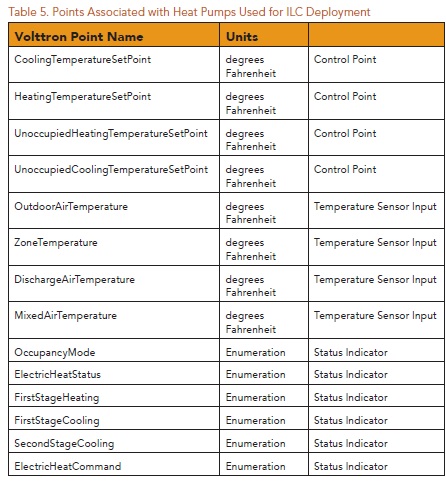 Table 5. Points Associated with Heat Pumps Used for ILC Deployment
Volttron Point Name Units
CoolingTemperatureSetPoint degrees Fahrenheit Control Point
HeatingTemperatureSetPoint degrees Fahrenheit Control Point
UnoccupiedHeatingTemperatureSetPoint degrees Fahrenheit Control Point
UnoccupiedCoolingTemperatureSetPoint degrees Fahrenheit Control Point
OutdoorAirTemperature degrees Fahrenheit Temperature Sensor Input
ZoneTemperature degrees Fahrenheit Temperature Sensor Input
DischargeAirTemperature degrees Fahrenheit Temperature Sensor Input
MixedAirTemperature degrees Fahrenheit Temperature Sensor Input
OccupancyMode Enumeration Status Indicator
ElectricHeatStatus Enumeration Status Indicator
FirstStageHeating Enumeration Status Indicator
FirstStageCooling Enumeration Status Indicator
SecondStageCooling Enumeration Status Indicator
ElectricHeatCommand Enumeration Status Indicator